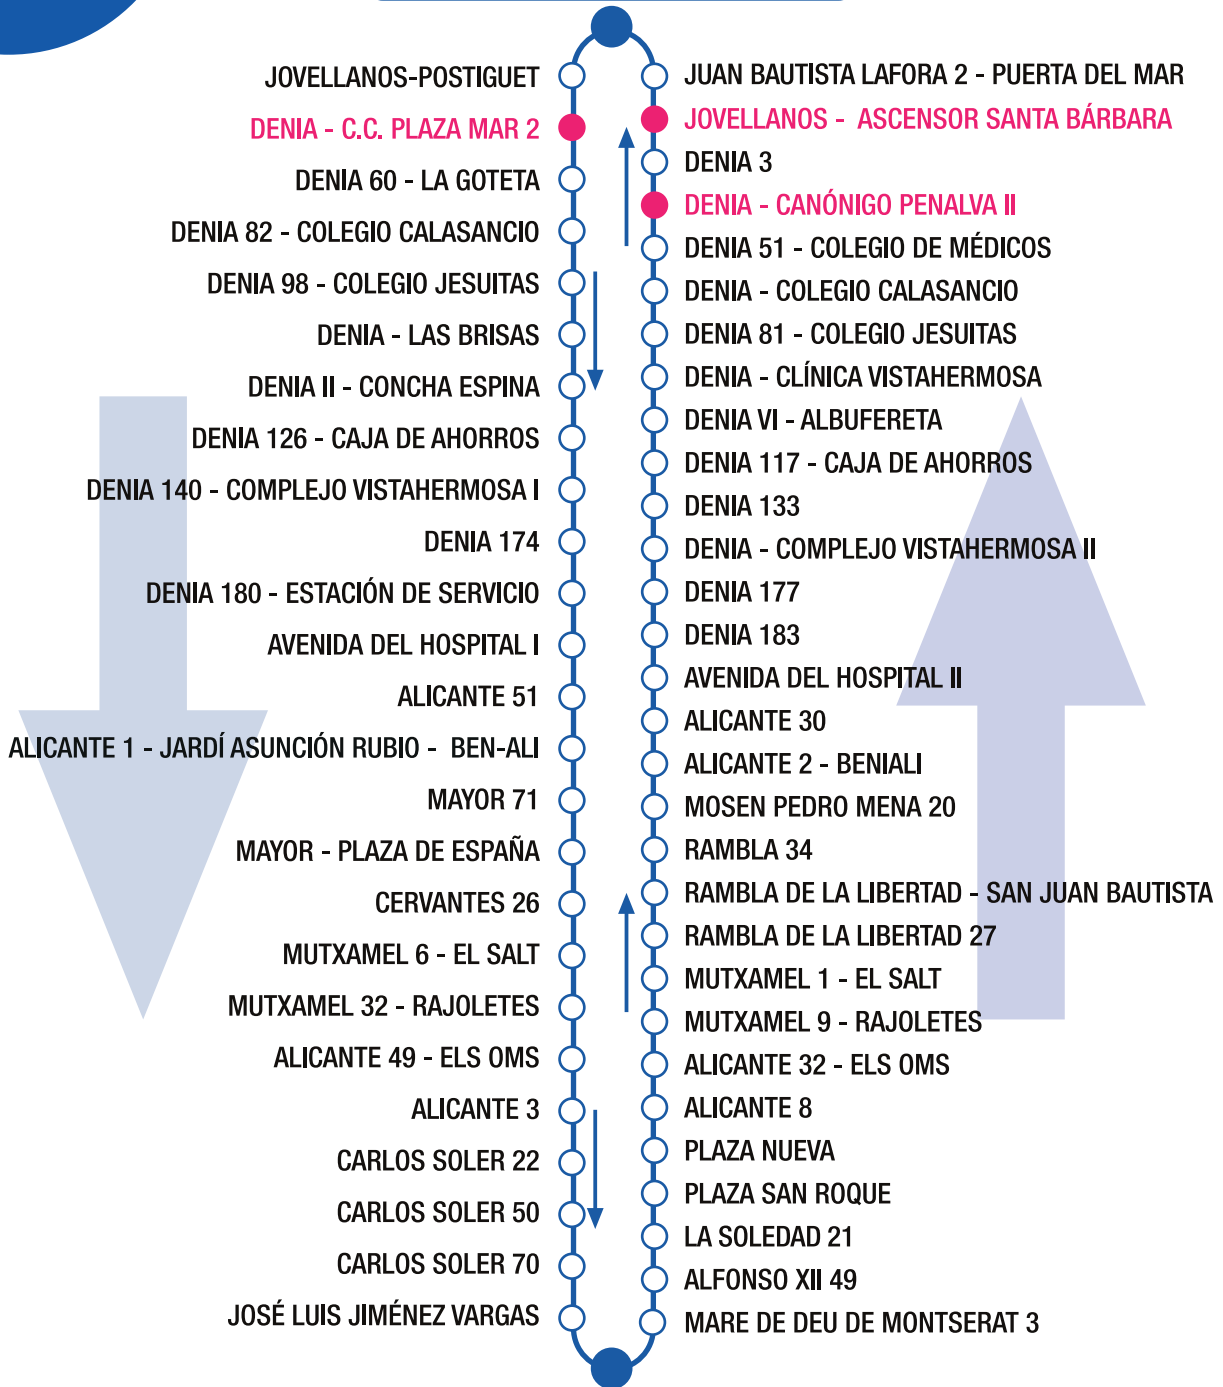 JOVELLANOS-POSTIGUET
DENIA - C.C. PLAZA MAR 2
DENIA 60 - LA GOTETA
DENIA 82 - COLEGIO CALASANCIO
DENIA 98 - COLEGIO JESUITAS
DENIA - LAS BRISAS
DENIA II - CONCHA ESPINA
DENIA 126 - CAJA DE AHORROS
DENIA 140 - COMPLEJO VISTAHERMOSA I
DENIA 174
DENIA 180 - ESTACIÓN DE SERVICIO
AVENIDA DEL HOSPITAL I
ALICANTE 51
ALICANTE 1 - JARDÍ ASUNCIÓN RUBIO - BEN-ALI
MAYOR 71
MAYOR - PLAZA DE ESPAÑA
CERVANTES 26
MUTXAMEL 6 - EL SALT
MUTXAMEL 32 - RAJOLETES
ALICANTE 49 - ELS OMS
ALICANTE 3
CARLOS SOLER 22
CARLOS SOLER 50
CARLOS SOLER 70
JOSÉ LUIS JIMÉNEZ VARGAS
JUAN BAUTISTA LAFORA 2 - PUERTA DEL MAR
JOVELLANOS - ASCENSOR SANTA BÁRBARA
DENIA 3
DENIA - CANÓNIGO PENALVA II
DENIA 51 - COLEGIO DE MÉDICOS
DENIA - COLEGIO CALASANCIO
DENIA 81 - COLEGIO JESUITAS
DENIA - CLÍNICA VISTAHERMOSA
DENIA VI - ALBUFERETA
DENIA 117 - CAJA DE AHORROS
DENIA 133
DENIA - COMPLEJO VISTAHERMOSA II
DENIA 177
DENIA 183
AVENIDA DEL HOSPITAL II
ALICANTE 30
ALICANTE 2 - BENIALI
MOSEN PEDRO MENA 20
RAMBLA 34
RAMBLA DE LA LIBERTAD - SAN JUAN BAUTISTA
RAMBLA DE LA LIBERTAD 27
MUTXAMEL 1 - EL SALT
MUTXAMEL 9 - RAJOLETES
ALICANTE 32 - ELS OMS
ALICANTE 8
PLAZA NUEVA
PLAZA SAN ROQUE
LA SOLEDAD 21
ALFONSO XII 49
MARE DE DEU DE MONTSERAT 3